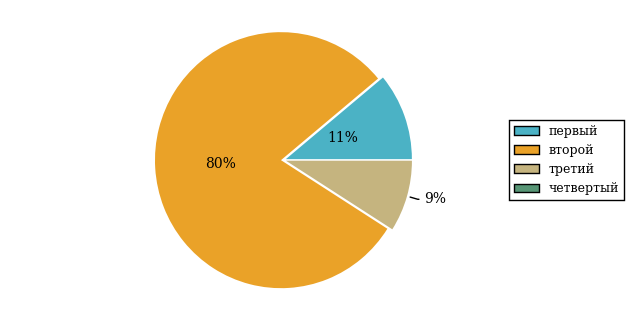 80%
11%
9%
первый
второй
третий
четвертый